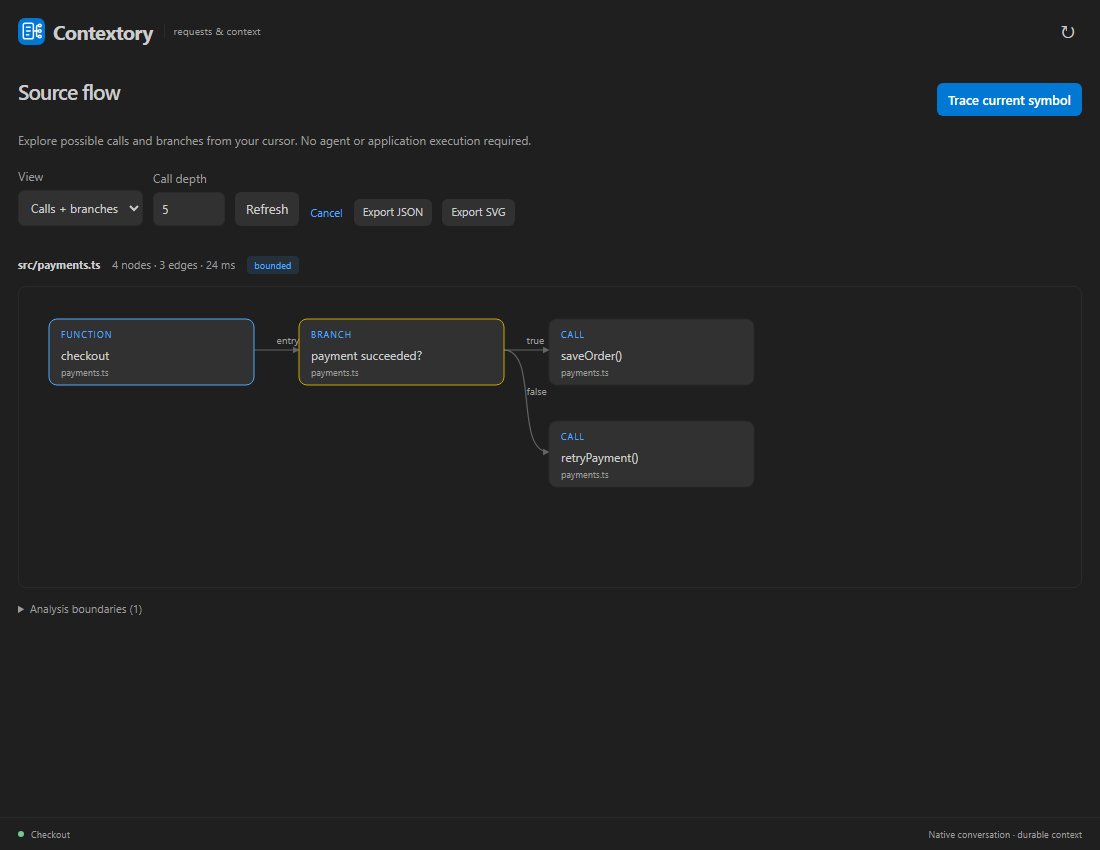 Contextory requests & context
Source flow
Trace current symbol
Explore possible calls and branches from your cursor. No agent or application execution required.
View
Call depth
Calls + branches
5
Refresh
Cancel
Export JSON
Export SVG
src/payments.ts 4 nodes · 3 edges · 24 ms bounded
FUNCTION
checkout
payments.ts
entry
BRANCH
payment succeeded?
payments.ts
true
CALL
saveOrder()
payments.ts
false
CALL
retryPayment()
payments.ts
Analysis boundaries (1)
Checkout
Native conversation · durable context